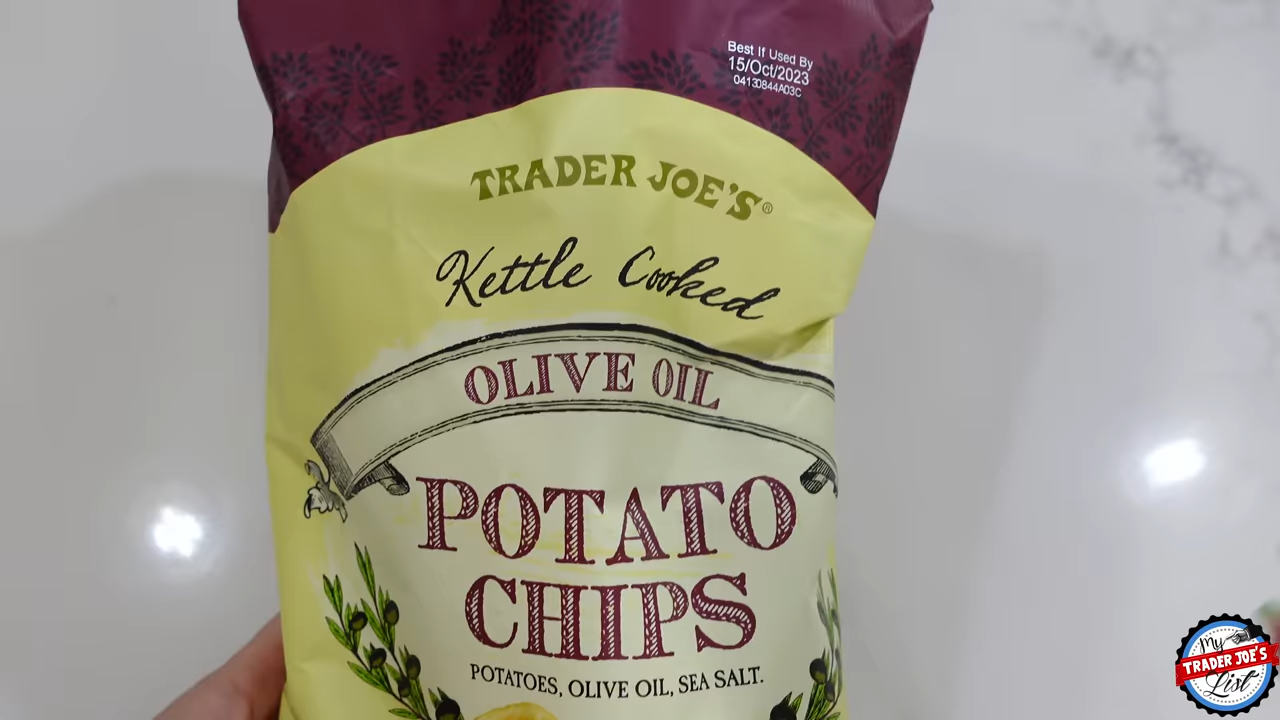 Best If Used By
15/Oct/2023
04130844A03C
TRADER JOE'S®
Kettle Cooked
OLIVE OIL
POTATO
CHIPS
POTATOES, OLIVE OIL, SEA SALT.
My
TRADER JOE'S
List